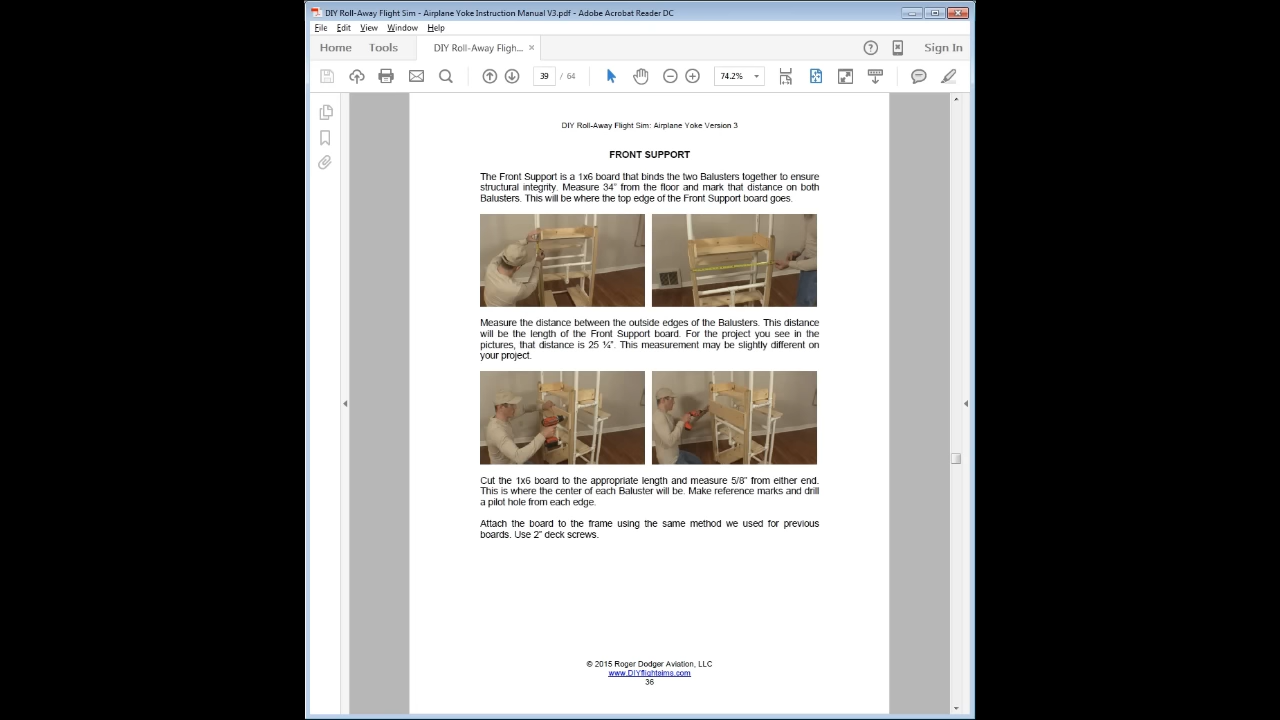 DIY Roll-Away Flight Sim - Airplane Yoke Instruction Manual V3.pdf - Adobe Acrobat Reader DC
File Edit View Window Help
Home Tools DIY Roll-Away Fligh... × Sign In
39 / 64 74.2%
DIY Roll-Away Flight Sim: Airplane Yoke Version 3
FRONT SUPPORT
The Front Support is a 1x6 board that binds the two Balusters together to ensure
structural integrity. Measure 34” from the floor and mark that distance on both
Balusters. This will be where the top edge of the Front Support board goes.
Measure the distance between the outside edges of the Balusters. This distance
will be the length of the Front Support board. For the project you see in the
pictures, that distance is 25 ¼”. This measurement may be slightly different on
your project.
Cut the 1x6 board to the appropriate length and measure 5/8” from either end.
This is where the center of each Baluster will be. Make reference marks and drill
a pilot hole from each edge.
Attach the board to the frame using the same method we used for previous
boards. Use 2” deck screws.
© 2015 Roger Dodger Aviation, LLC
www.DIYflightsims.com
36